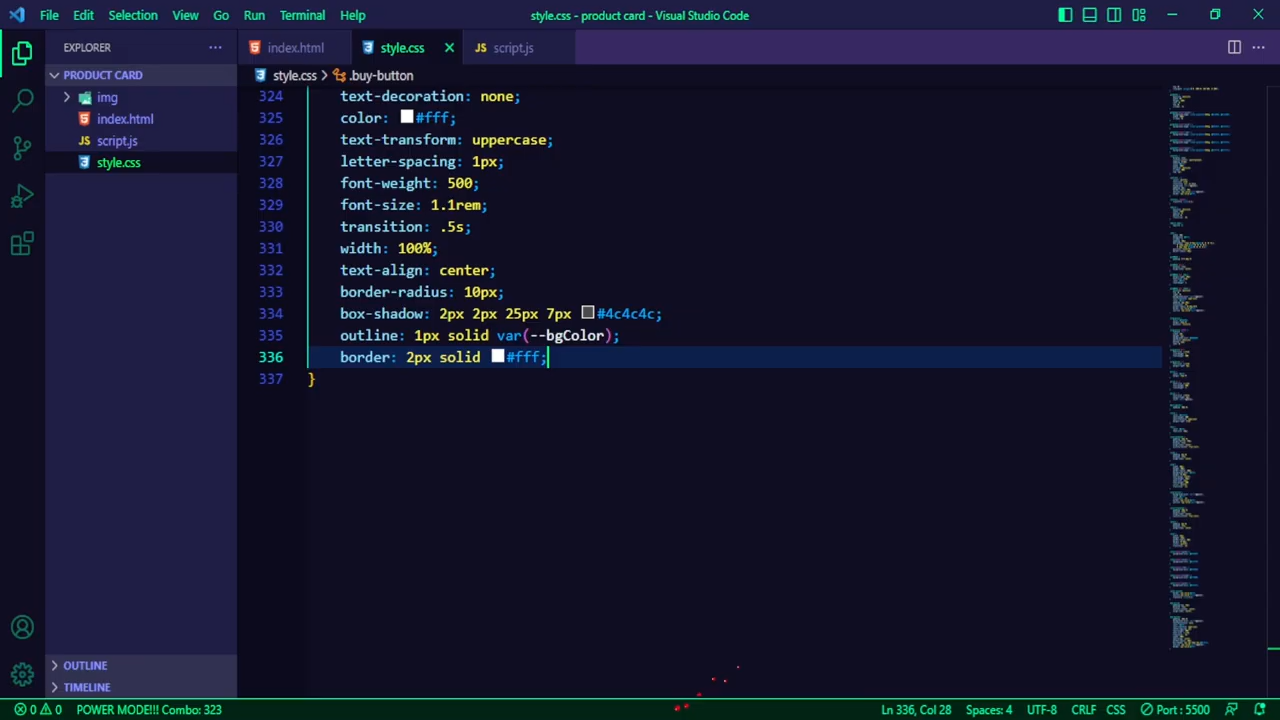 File Edit Selection View Go Run Terminal Help
style.css - product card - Visual Studio Code
EXPLORER
index.html
style.css
JS script.js
PRODUCT CARD
img
index.html
JS script.js
style.css
style.css > .buy-button
324 text-decoration: none;
325 color: #fff;
326 text-transform: uppercase;
327 letter-spacing: 1px;
328 font-weight: 500;
329 font-size: 1.1rem;
330 transition: .5s;
331 width: 100%;
332 text-align: center;
333 border-radius: 10px;
334 box-shadow: 2px 2px 25px 7px #4c4c4c;
335 outline: 1px solid var(--bgColor);
336 border: 2px solid #fff;
337 }
OUTLINE
TIMELINE
0 0 POWER MODE!!! Combo: 323 Ln 336, Col 28 Spaces: 4 UTF-8 CRLF CSS Port : 5500